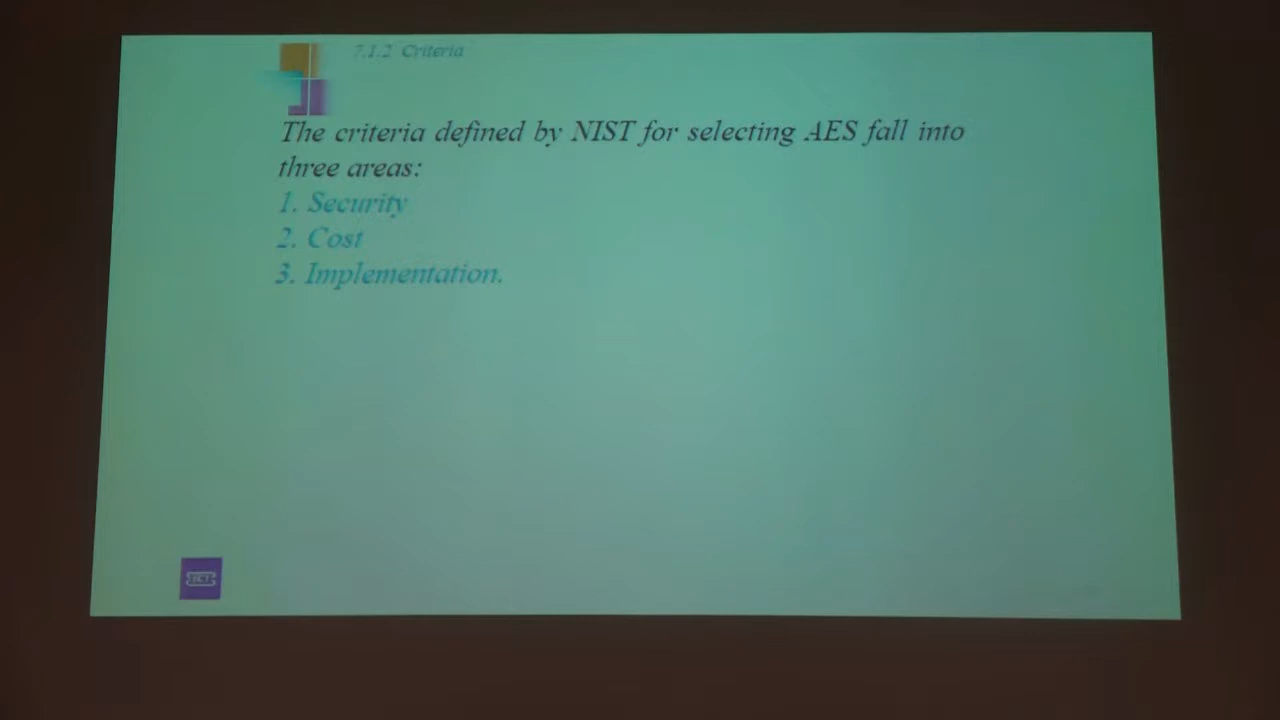 7.1.2 Criteria
The criteria defined by NIST for selecting AES fall into
three areas:
1. Security
2. Cost
3. Implementation.